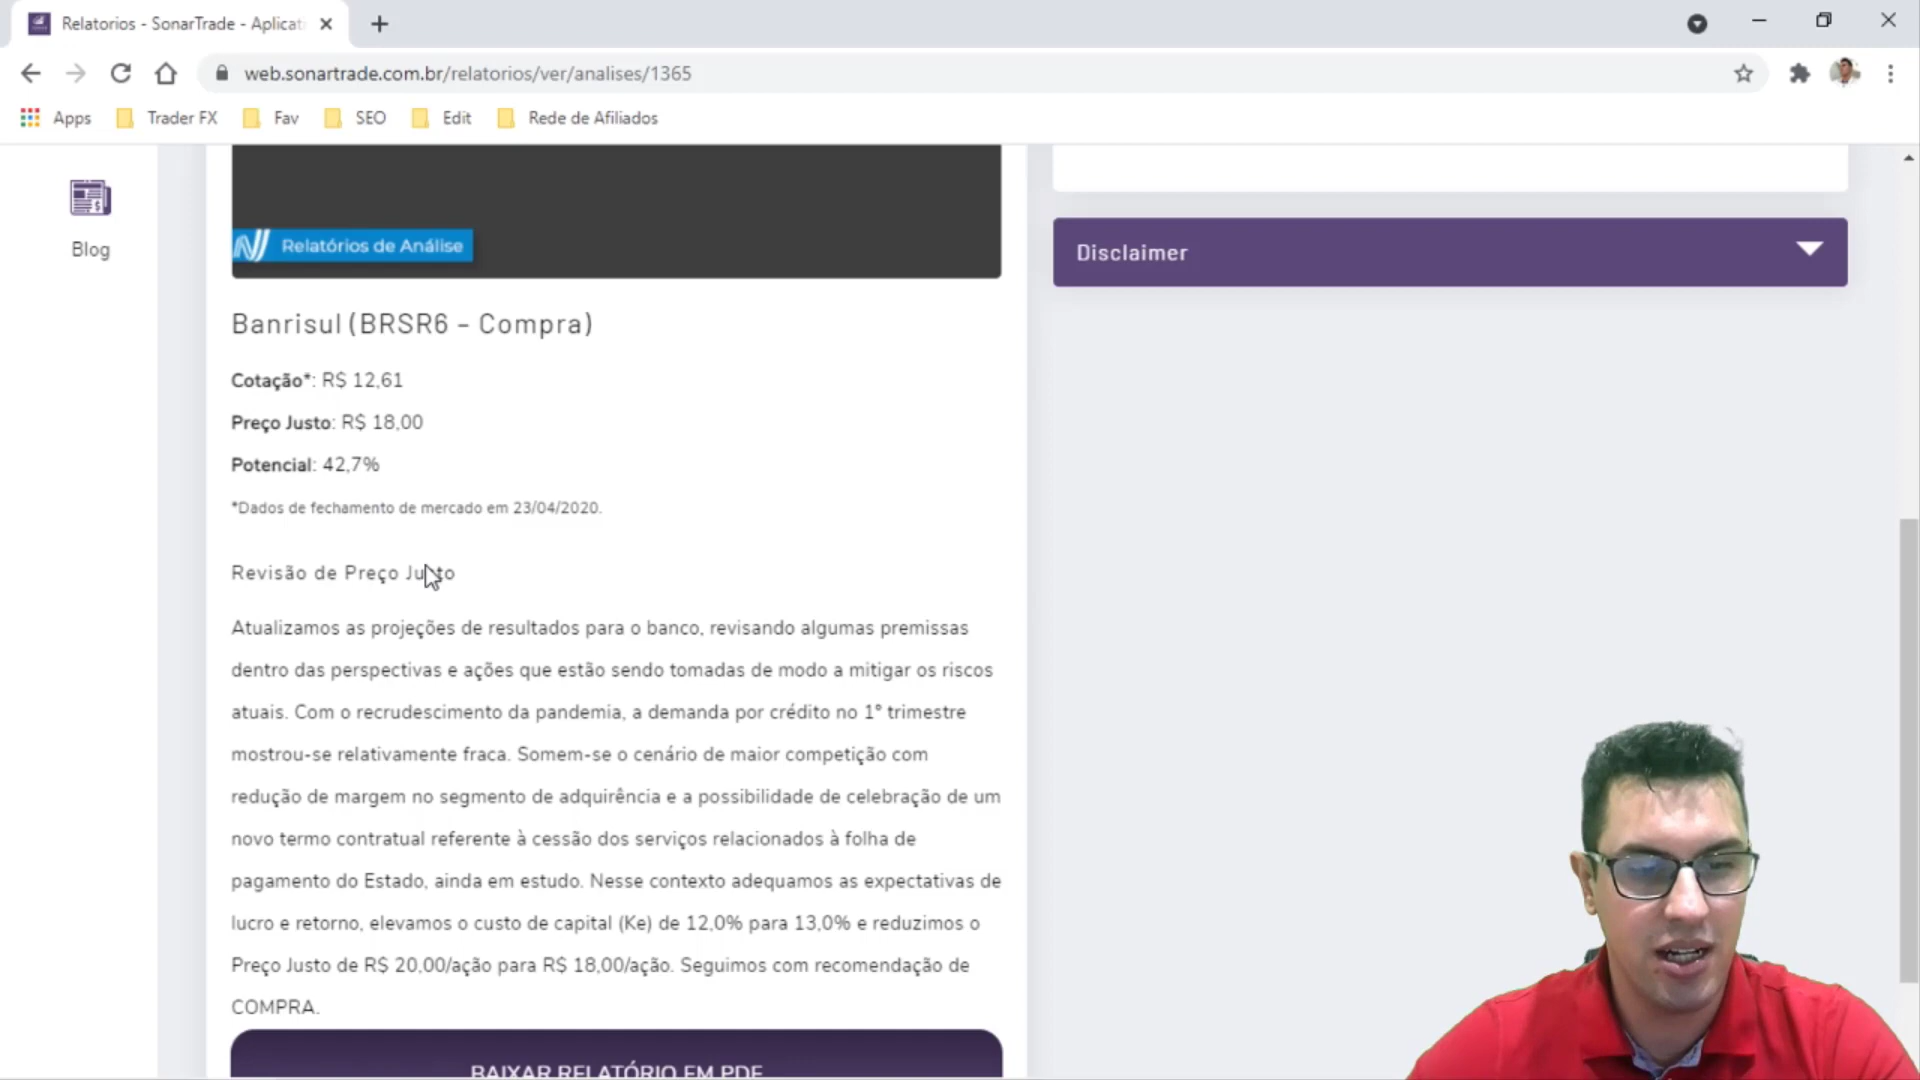 Relatorios - SonarTrade - Aplicat
web.sonartrade.com.br/relatorios/ver/analises/1365
Apps
Trader FX
Fav
SEO
Edit
Rede de Afiliados
Blog
Relatórios de Análise
Disclaimer
Banrisul (BRSR6 – Compra)
Cotação*: R$ 12,61
Preço Justo: R$ 18,00
Potencial: 42,7%
*Dados de fechamento de mercado em 23/04/2020.
Revisão de Preço Justo
Atualizamos as projeções de resultados para o banco, revisando algumas premissas
dentro das perspectivas e ações que estão sendo tomadas de modo a mitigar os riscos
atuais. Com o recrudescimento da pandemia, a demanda por crédito no 1º trimestre
mostrou-se relativamente fraca. Somem-se o cenário de maior competição com
redução de margem no segmento de adquirência e a possibilidade de celebração de um
novo termo contratual referente à cessão dos serviços relacionados à folha de
pagamento do Estado, ainda em estudo. Nesse contexto adequamos as expectativas de
lucro e retorno, elevamos o custo de capital (Ke) de 12,0% para 13,0% e reduzimos o
Preço Justo de R$ 20,00/ação para R$ 18,00/ação. Seguimos com recomendação de
COMPRA.
BAIXAR RELATÓRIO EM PDF